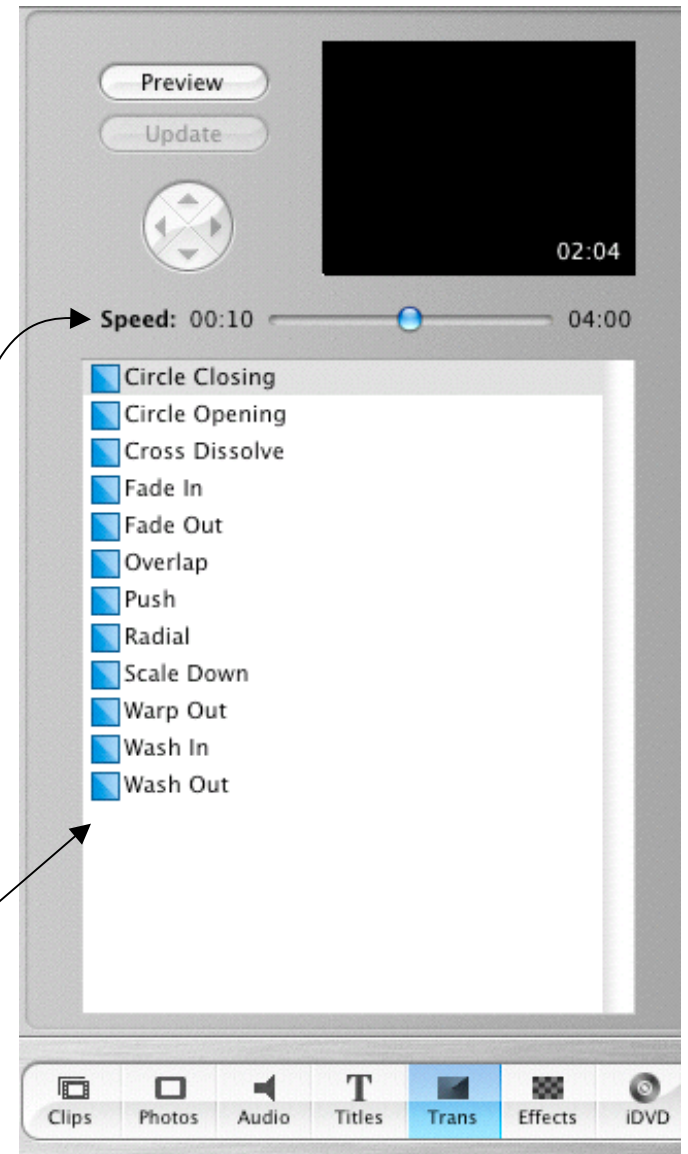 Preview
Update
02:04
Speed: 00:10 04:00
Circle Closing
Circle Opening
Cross Dissolve
Fade In
Fade Out
Overlap
Push
Radial
Scale Down
Warp Out
Wash In
Wash Out
Clips Photos Audio Titles Trans Effects iDVD